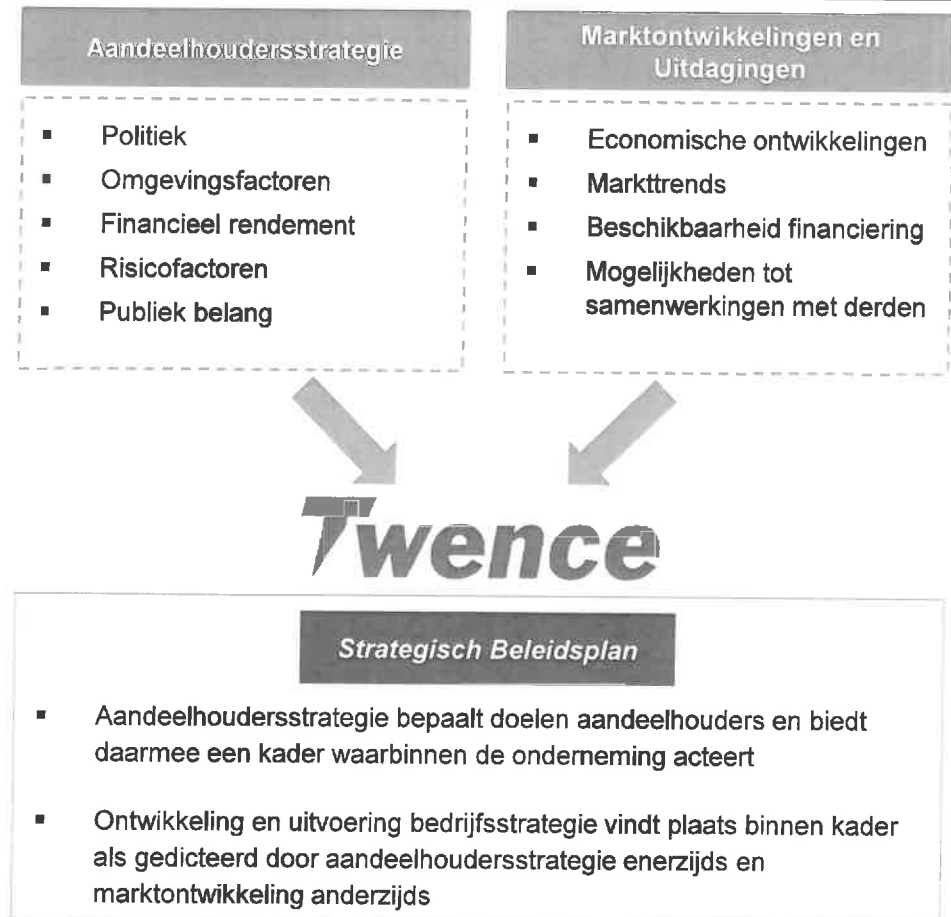 Aandeelhoudersstrategie
Politiek
Omgevingsfactoren
Financieel rendement
Risicofactoren
Publiek belang
Marktontwikkelingen en
Uitdagingen
Economische ontwikkelingen
Markttrends
Beschikbaarheid financiering
Mogelijkheden tot
samenwerkingen met derden
Twence
Strategisch Beleidsplan
Aandeelhoudersstrategie bepaalt doelen aandeelhouders en biedt
daarmee een kader waarbinnen de onderneming acteert
Ontwikkeling en uitvoering bedrijfsstrategie vindt plaats binnen kader
als gedicteerd door aandeelhoudersstrategie enerzijds en
marktontwikkeling anderzijds